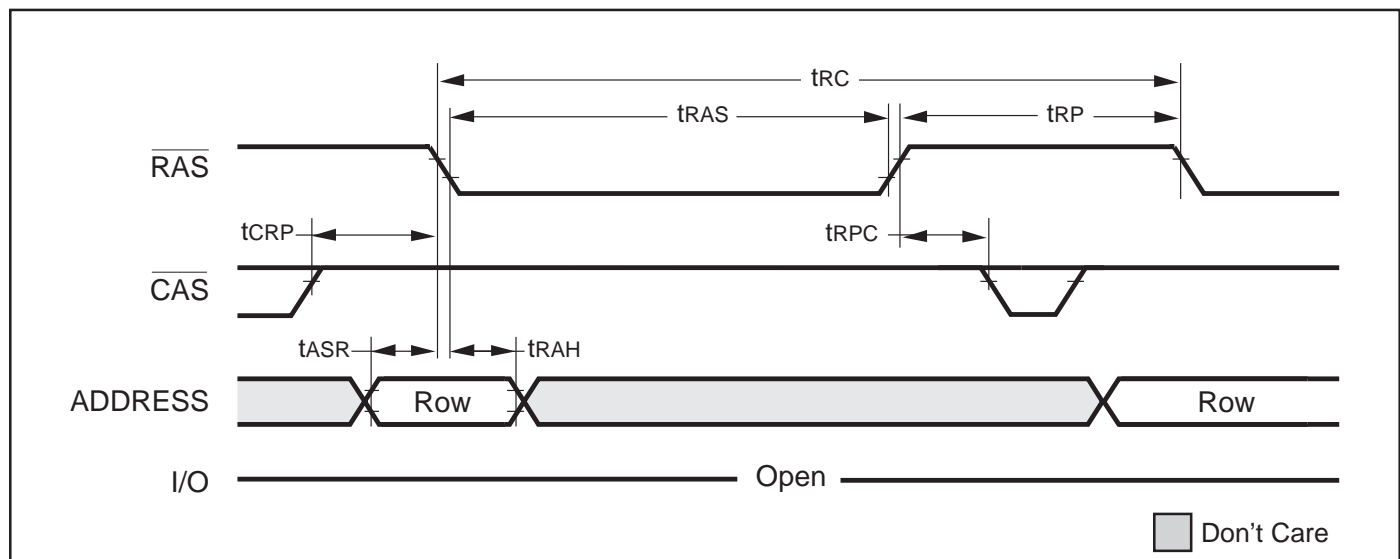 tRC
tRAS
tRP
RAS
tCRP
tRPC
CAS
tASR
tRAH
ADDRESS
Row
Row
I/O
Open
Don't Care